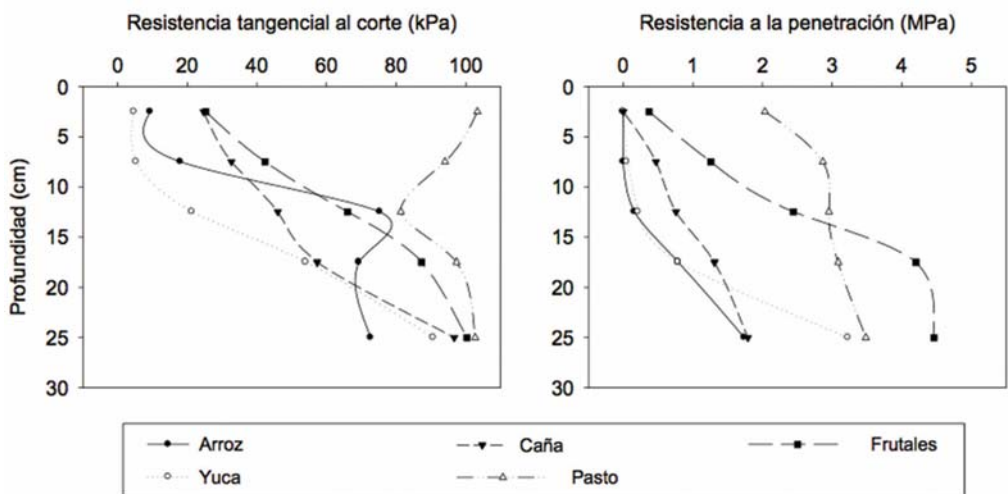 Resistencia tangencial al corte (kPa)
0 20 40 60 80 100
Resistencia a la penetración (MPa)
0 1 2 3 4 5
Profundidad (cm)
0
5
10
15
20
25
30
0
5
10
15
20
25
30
Arroz Caña Frutales
Yuca Pasto